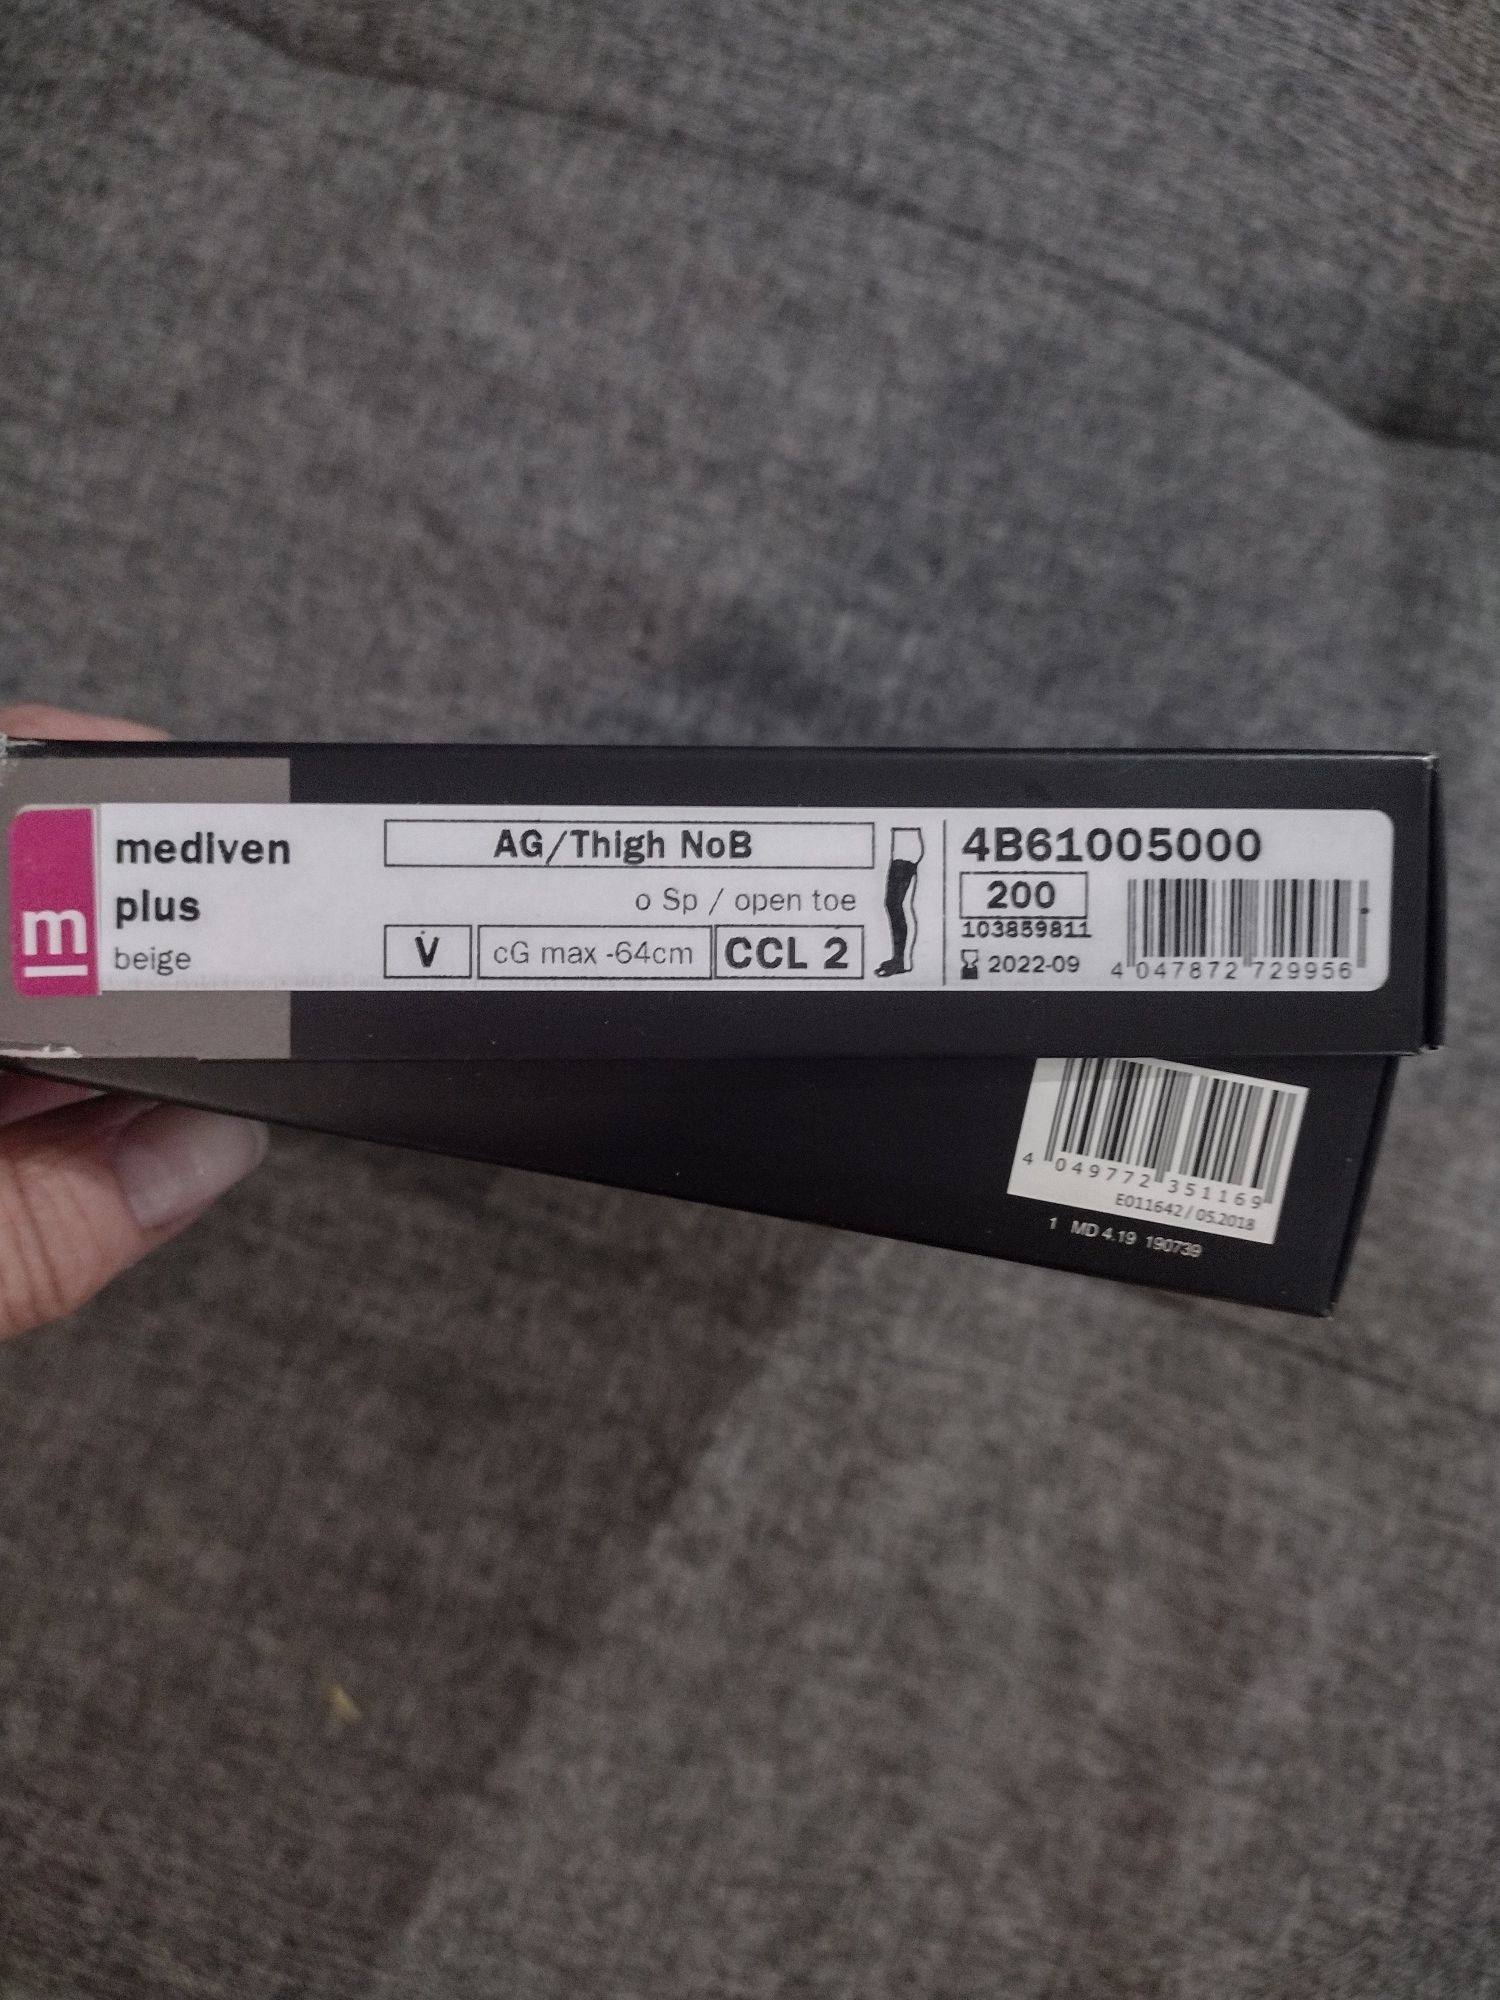 m
mediven
plus
beige
AG/Thigh NoB
o Sp / open toe
V
cG max -64cm
CCL 2
4B61005000
200
103859811
2022-09
4 047872 729956
4 049772 351169
E011642 / 05.2018
1 MD 4.19 190739